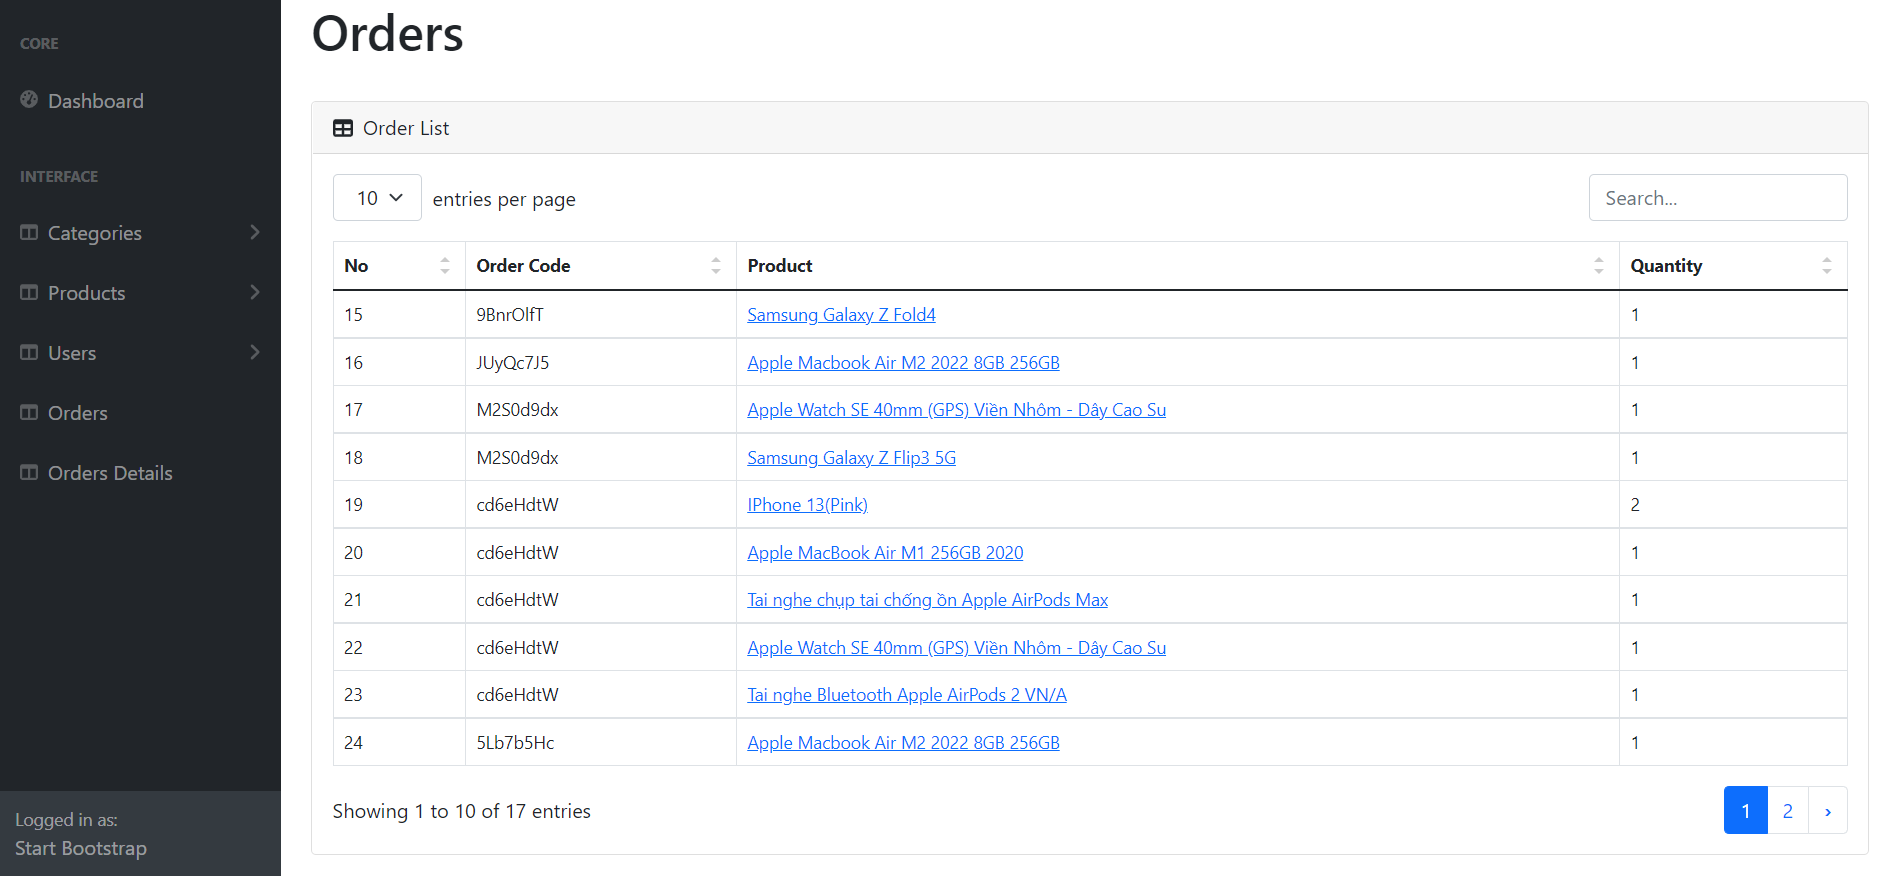 CORE
Dashboard
INTERFACE
Categories
Products
Users
Orders
Orders Details
Logged in as:
Start Bootstrap
Orders
Order List
10 entries per page
Search...
No Order Code Product Quantity
15 9BnrOlfT Samsung Galaxy Z Fold4 1
16 JUyQc7J5 Apple Macbook Air M2 2022 8GB 256GB 1
17 M2S0d9dx Apple Watch SE 40mm (GPS) Viền Nhôm - Dây Cao Su 1
18 M2S0d9dx Samsung Galaxy Z Flip3 5G 1
19 cd6eHdtW IPhone 13(Pink) 2
20 cd6eHdtW Apple MacBook Air M1 256GB 2020 1
21 cd6eHdtW Tai nghe chụp tai chống ồn Apple AirPods Max 1
22 cd6eHdtW Apple Watch SE 40mm (GPS) Viền Nhôm - Dây Cao Su 1
23 cd6eHdtW Tai nghe Bluetooth Apple AirPods 2 VN/A 1
24 5Lb7b5Hc Apple Macbook Air M2 2022 8GB 256GB 1
Showing 1 to 10 of 17 entries
1 2 ›